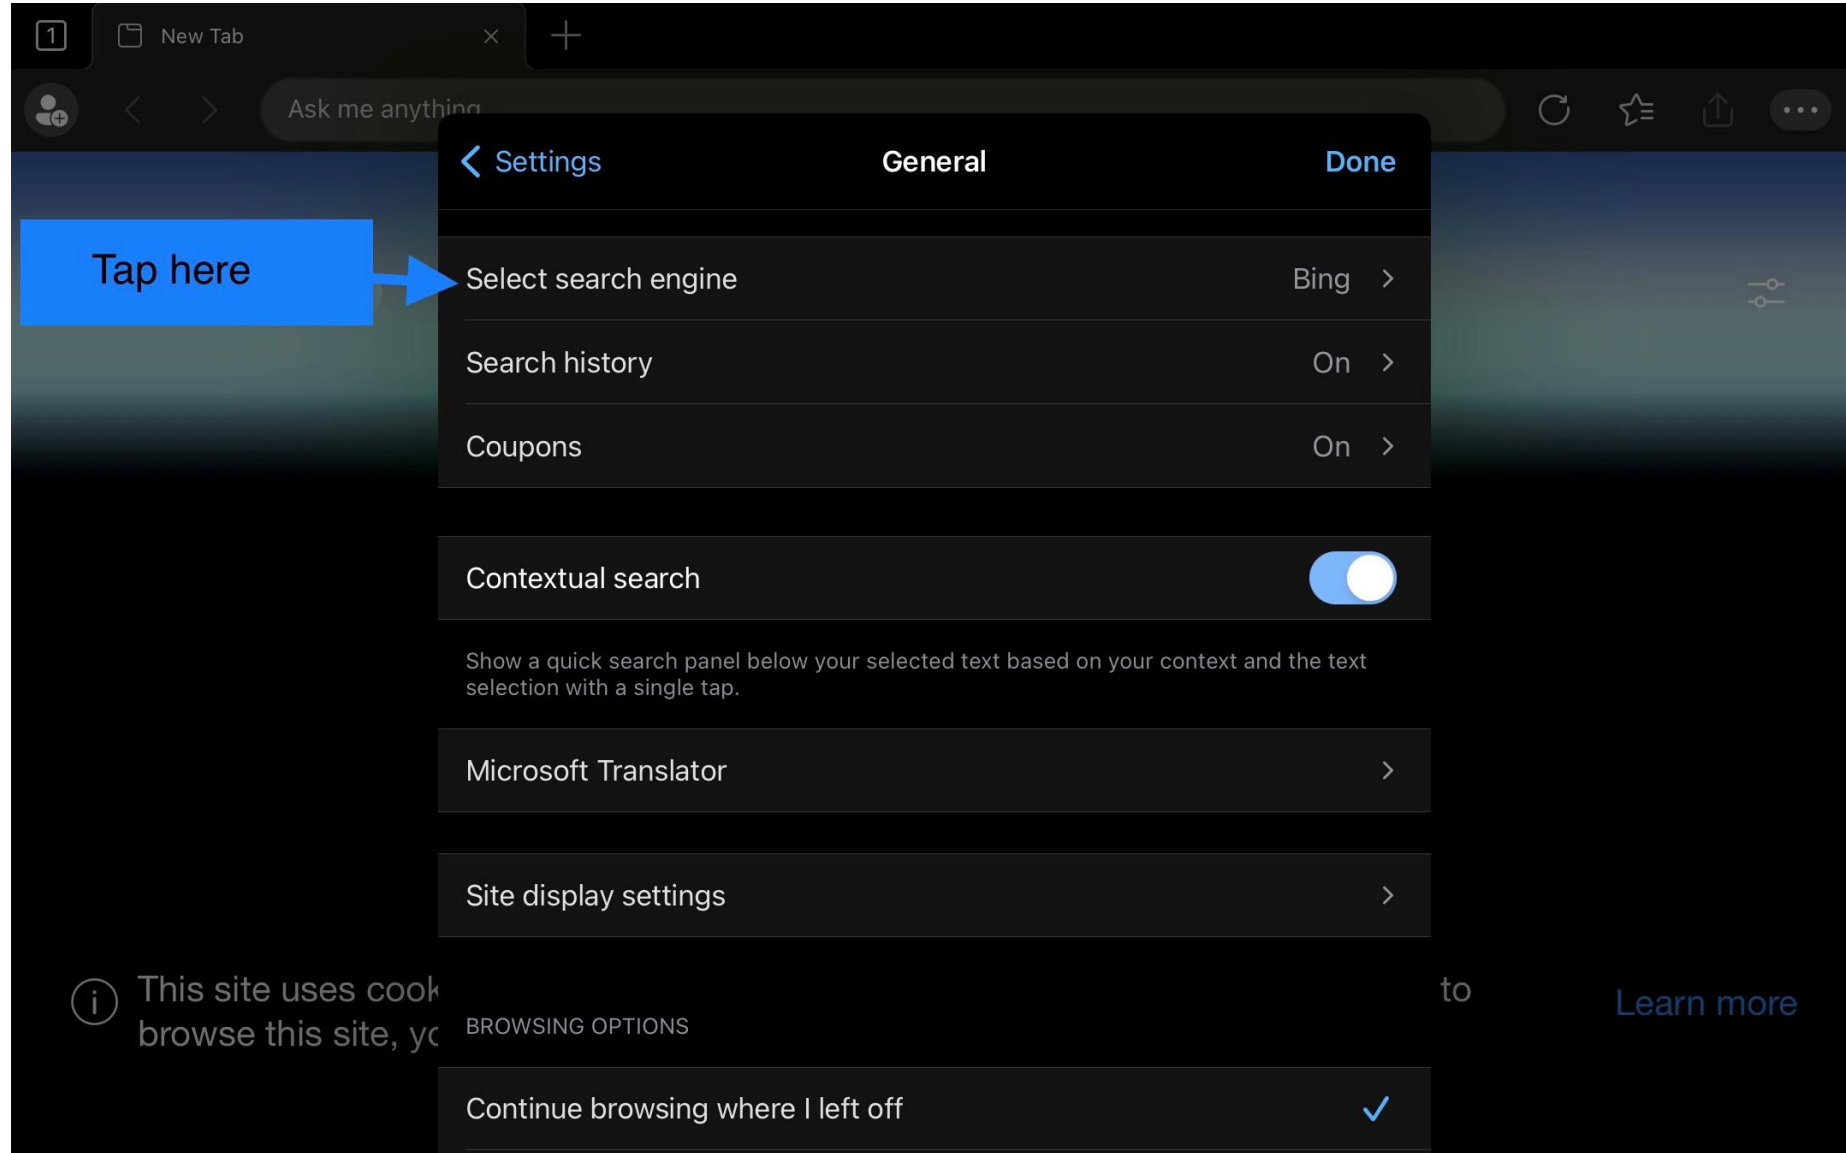 1
New Tab
Ask me anything
Settings
General
Done
Tap here
Select search engine
Bing
Search history
On
Coupons
On
Contextual search
Show a quick search panel below your selected text based on your context and the text
selection with a single tap.
Microsoft Translator
Site display settings
This site uses
to
Learn more
browse this site,
BROWSING OPTIONS
Continue browsing where I left off